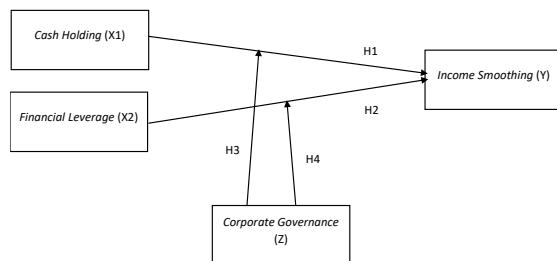 Cash Holding (X1)
H1
Income Smoothing (Y)
Financial Leverage (X2)
H2
H3
H4
Corporate Governance
(Z)